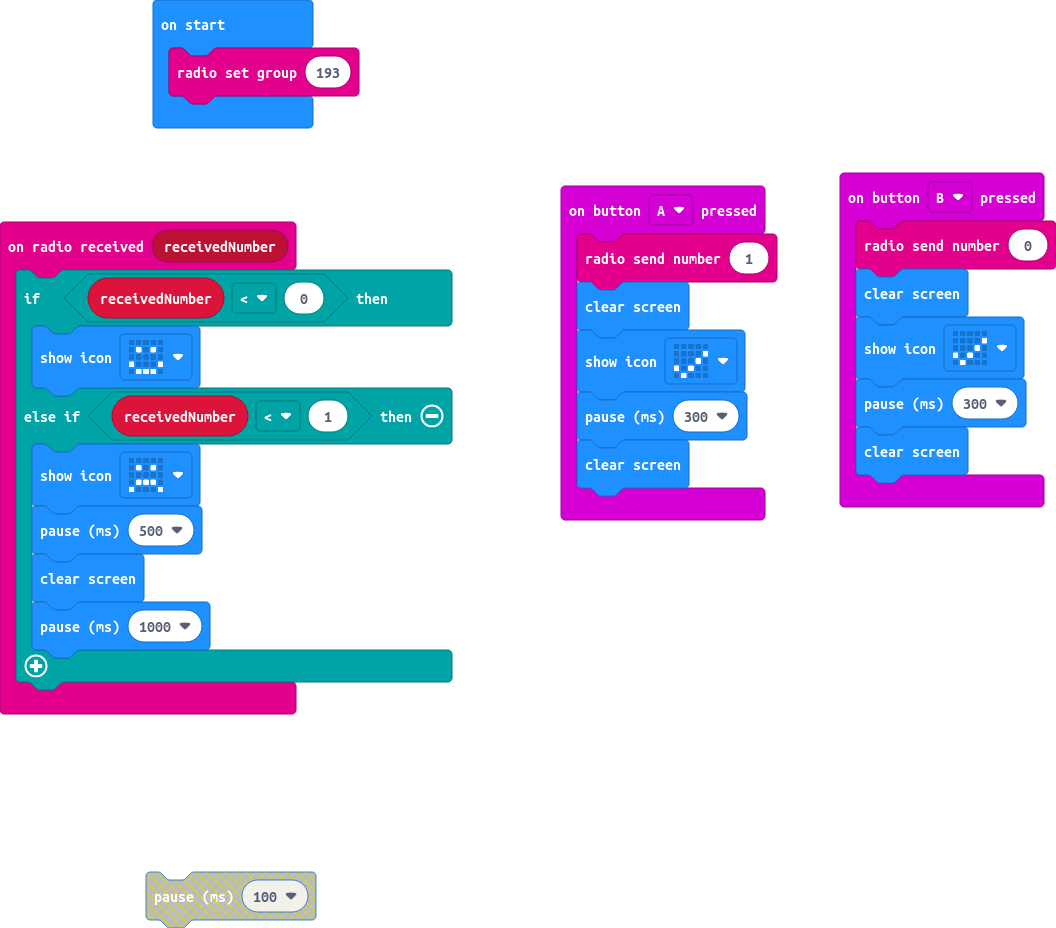 on start
radio set group 193
on radio received receivedNumber
if receivedNumber < 0 then
show icon
else if receivedNumber < 1 then
show icon
pause (ms) 500
clear screen
pause (ms) 1000
on button A pressed
radio send number 1
clear screen
show icon
pause (ms) 300
clear screen
on button B pressed
radio send number 0
clear screen
show icon
pause (ms) 300
clear screen
pause (ms) 100